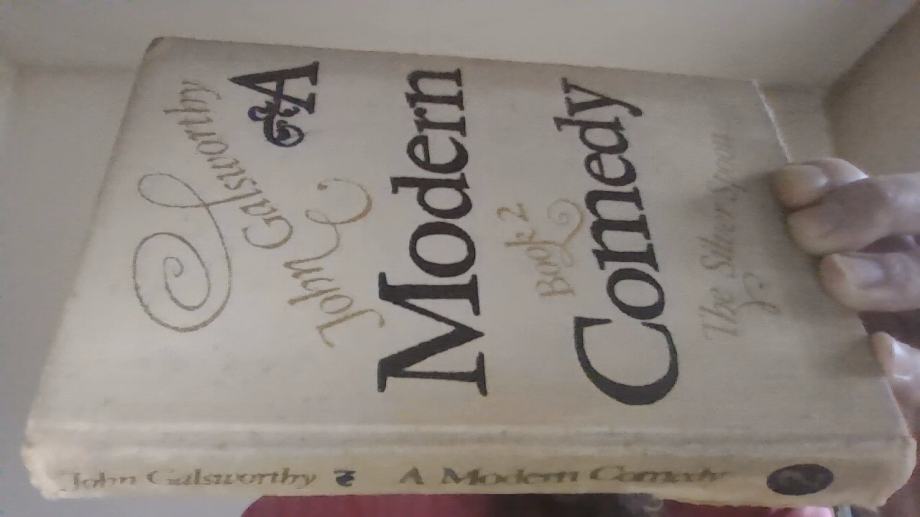 John
Galsworthy
A
Modern
Comedy
Book 2
The Silver Spoon
John Galsworthy A Modern Comedy 2